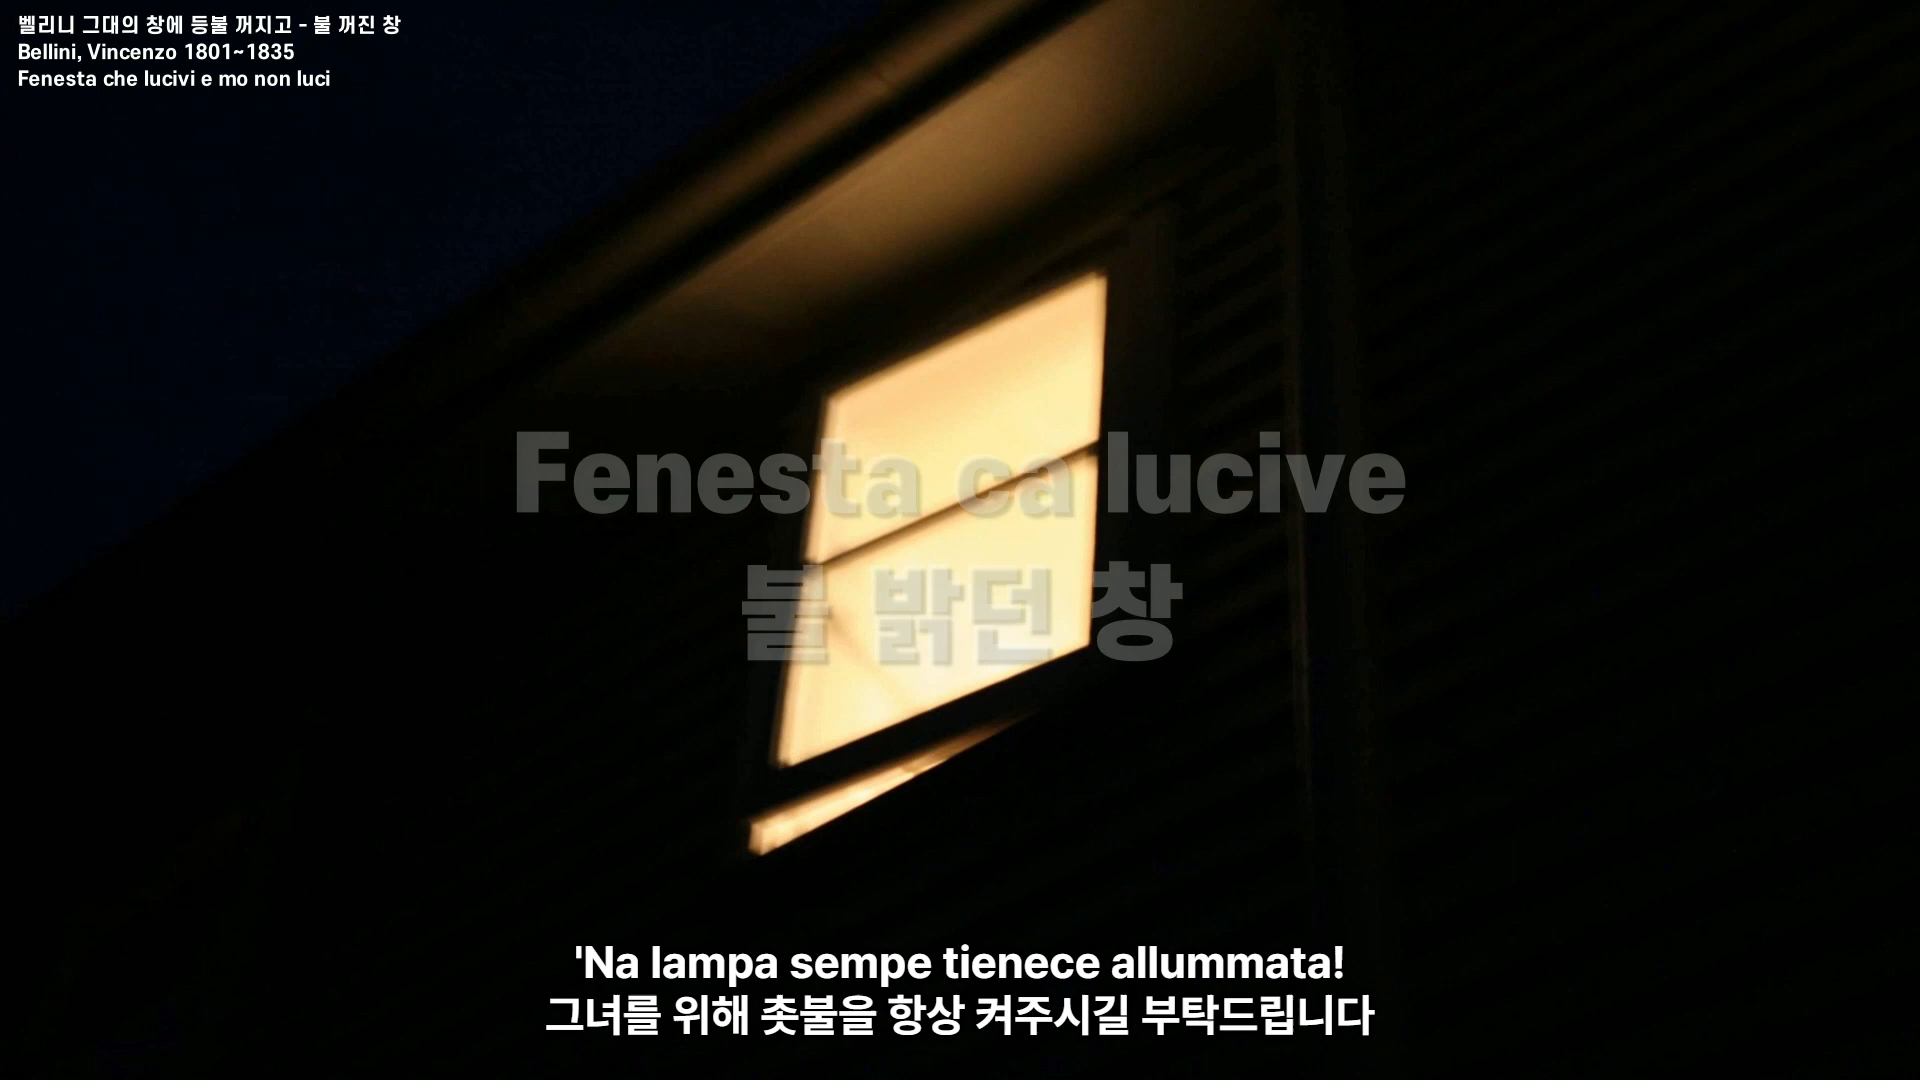 벨리니 그대의 창에 등불 꺼지고 - 불 꺼진 창
Bellini, Vincenzo 1801~1835
Fenesta che lucivi e mo non luci
Fenesta ca lucive
불 밝던 창
'Na lampa sempe tienece allummata!
그녀를 위해 촛불을 항상 켜주시길 부탁드립니다